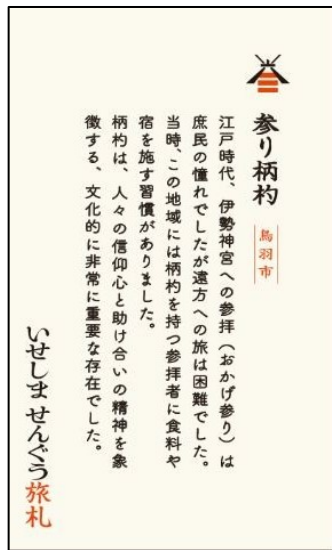 参り柄杓
鳥羽市
江戸時代、伊勢神宮への参拝（おかげ参り）は
庶民の憧れでしたが遠方への旅は困難でした。
当時、この地域には柄杓を持つ参拝者に食料や
宿を施す習慣がありました。
柄杓は、人々の信仰心と助け合いの精神を象
徴する、文化的に非常に重要な存在でした。
いせしませんぐう旅札